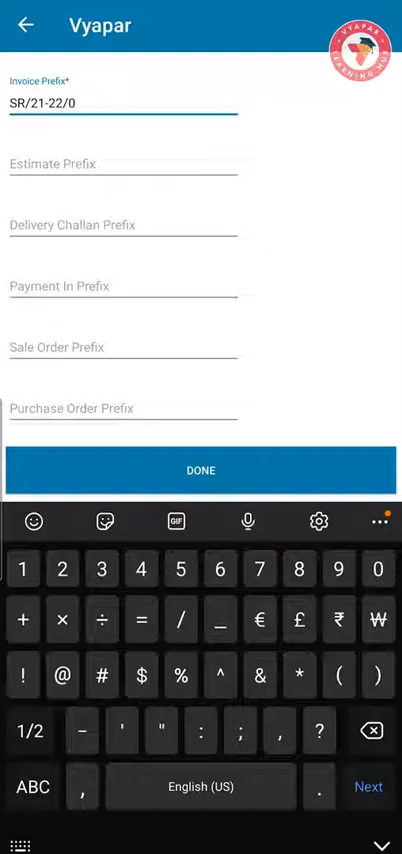 Vyapar
VYAPAR
LEARNING HUB
Invoice Prefix*
SR/21-22/0
Estimate Prefix
Delivery Challan Prefix
Payment In Prefix
Sale Order Prefix
Purchase Order Prefix
DONE
GIF
1 2 3 4 5 6 7 8 9 0
+ × ÷ = / _ € £ ₹ ₩
! @ # $ % ^ & * ( )
1/2 - ' " : ; , ?
ABC , English (US) . Next